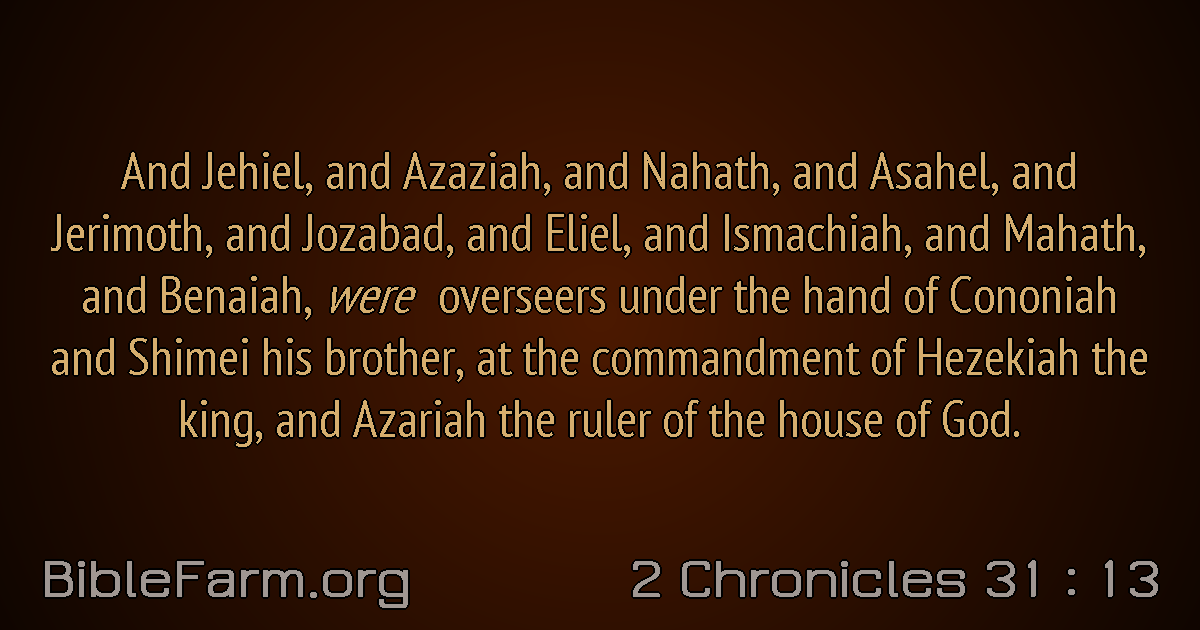 And Jehiel, and Azaziah, and Nahath, and Asahel, and
Jerimoth, and Jozabad, and Eliel, and Ismachiah, and Mahath,
and Benaiah, were overseers under the hand of Cononiah
and Shimei his brother, at the commandment of Hezekiah the
king, and Azariah the ruler of the house of God.
BibleFarm.org
2 Chronicles 31 : 13